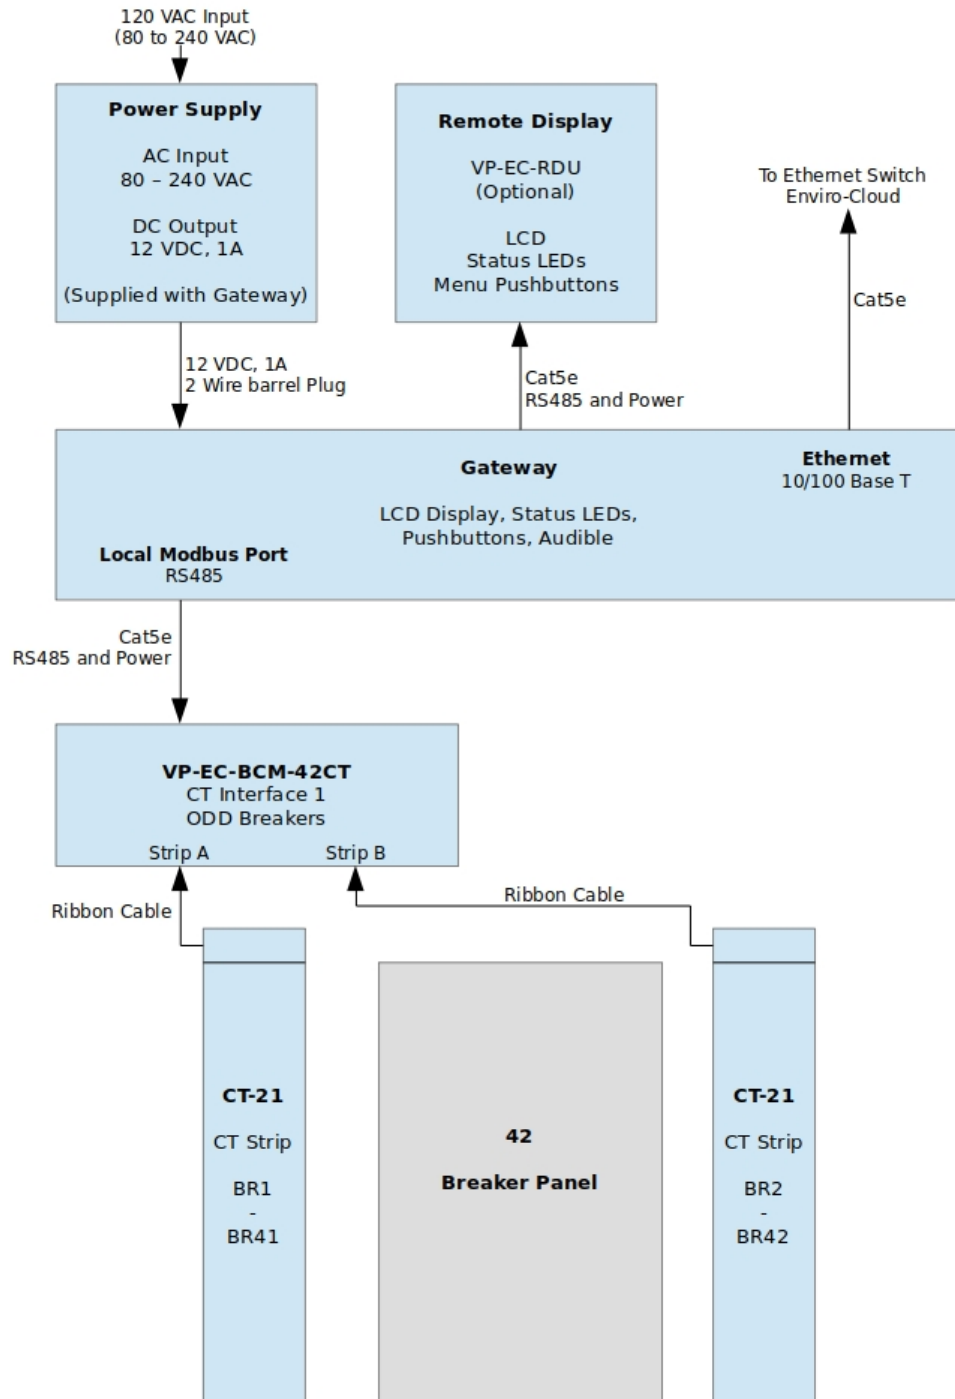 120 VAC Input
(80 to 240 VAC)
Power Supply
AC Input
80 – 240 VAC
DC Output
12 VDC, 1A
(Supplied with Gateway)
Remote Display
VP-EC-RDU
(Optional)
LCD
Status LEDs
Menu Pushbuttons
To Ethernet Switch
Enviro-Cloud
Cat5e
12 VDC, 1A
2 Wire barrel Plug
Cat5e
RS485 and Power
Gateway
LCD Display, Status LEDs,
Pushbuttons, Audible
Ethernet
10/100 Base T
Local Modbus Port
RS485
Cat5e
RS485 and Power
VP-EC-BCM-42CT
CT Interface 1
ODD Breakers
Strip A
Strip B
Ribbon Cable
Ribbon Cable
CT-21
CT Strip
BR1
-
BR41
42
Breaker Panel
CT-21
CT Strip
BR2
-
BR42